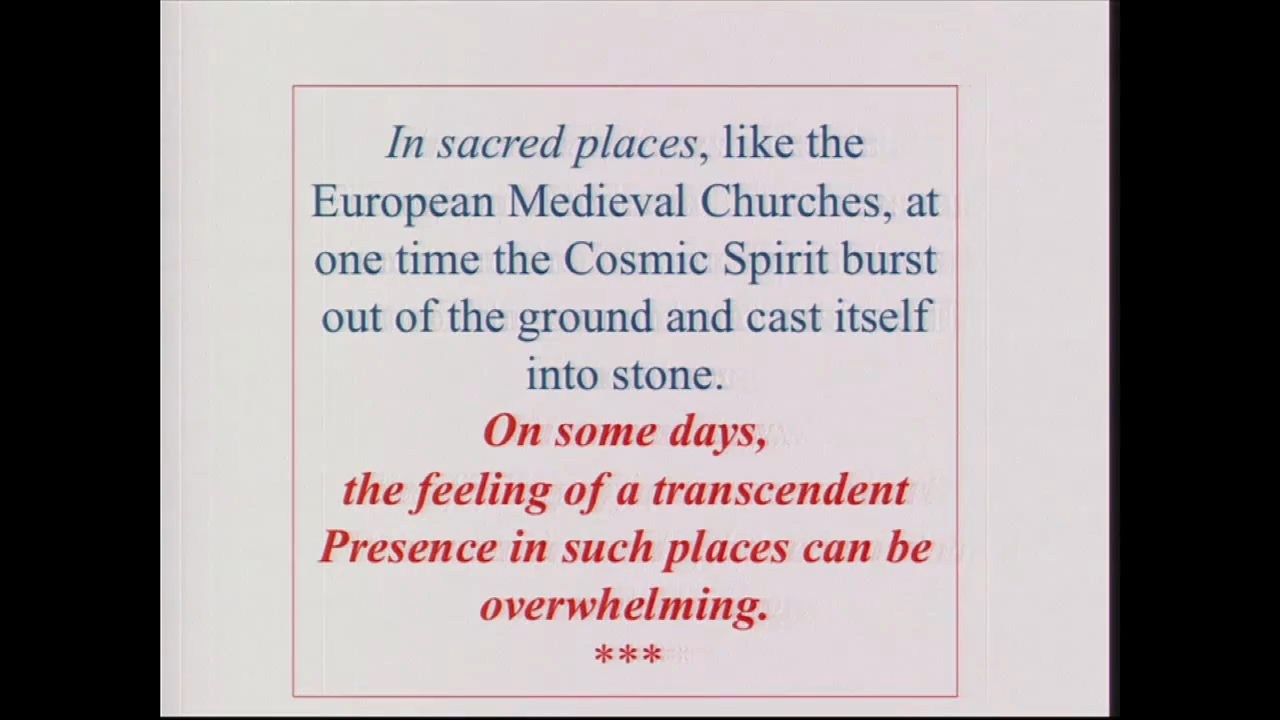 In sacred places, like the
European Medieval Churches, at
one time the Cosmic Spirit burst
out of the ground and cast itself
into stone.
On some days,
the feeling of a transcendent
Presence in such places can be
overwhelming.
***